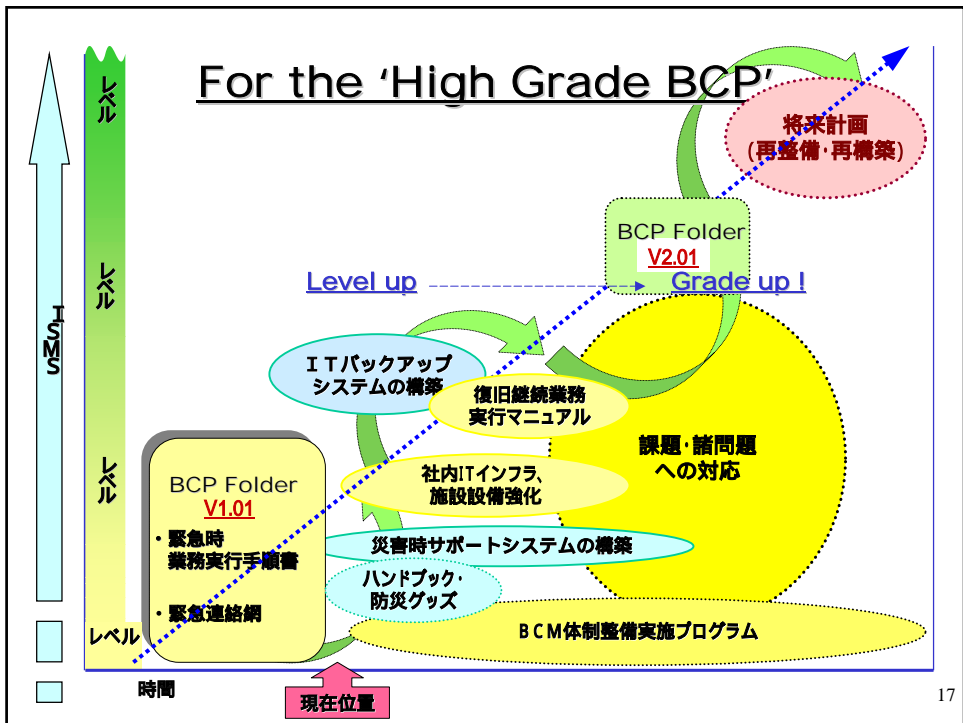 For the ‘High Grade BCP’
レベル
将来計画
(再整備･再構築)
BCP Folder
V2.01
レベル
Level up
Grade up !
ISMS
ＩＴバックアップ
システムの構築
復旧継続業務
実行マニュアル
課題･諸問題
への対応
レベル
BCP Folder
V1.01
・緊急時
業務実行手順書
・緊急連絡網
社内ITインフラ、
施設設備強化
災害時サポートシステムの構築
ハンドブック･
防災グッズ
レベル
ＢＣＭ体制整備実施プログラム
時間
現在位置
17